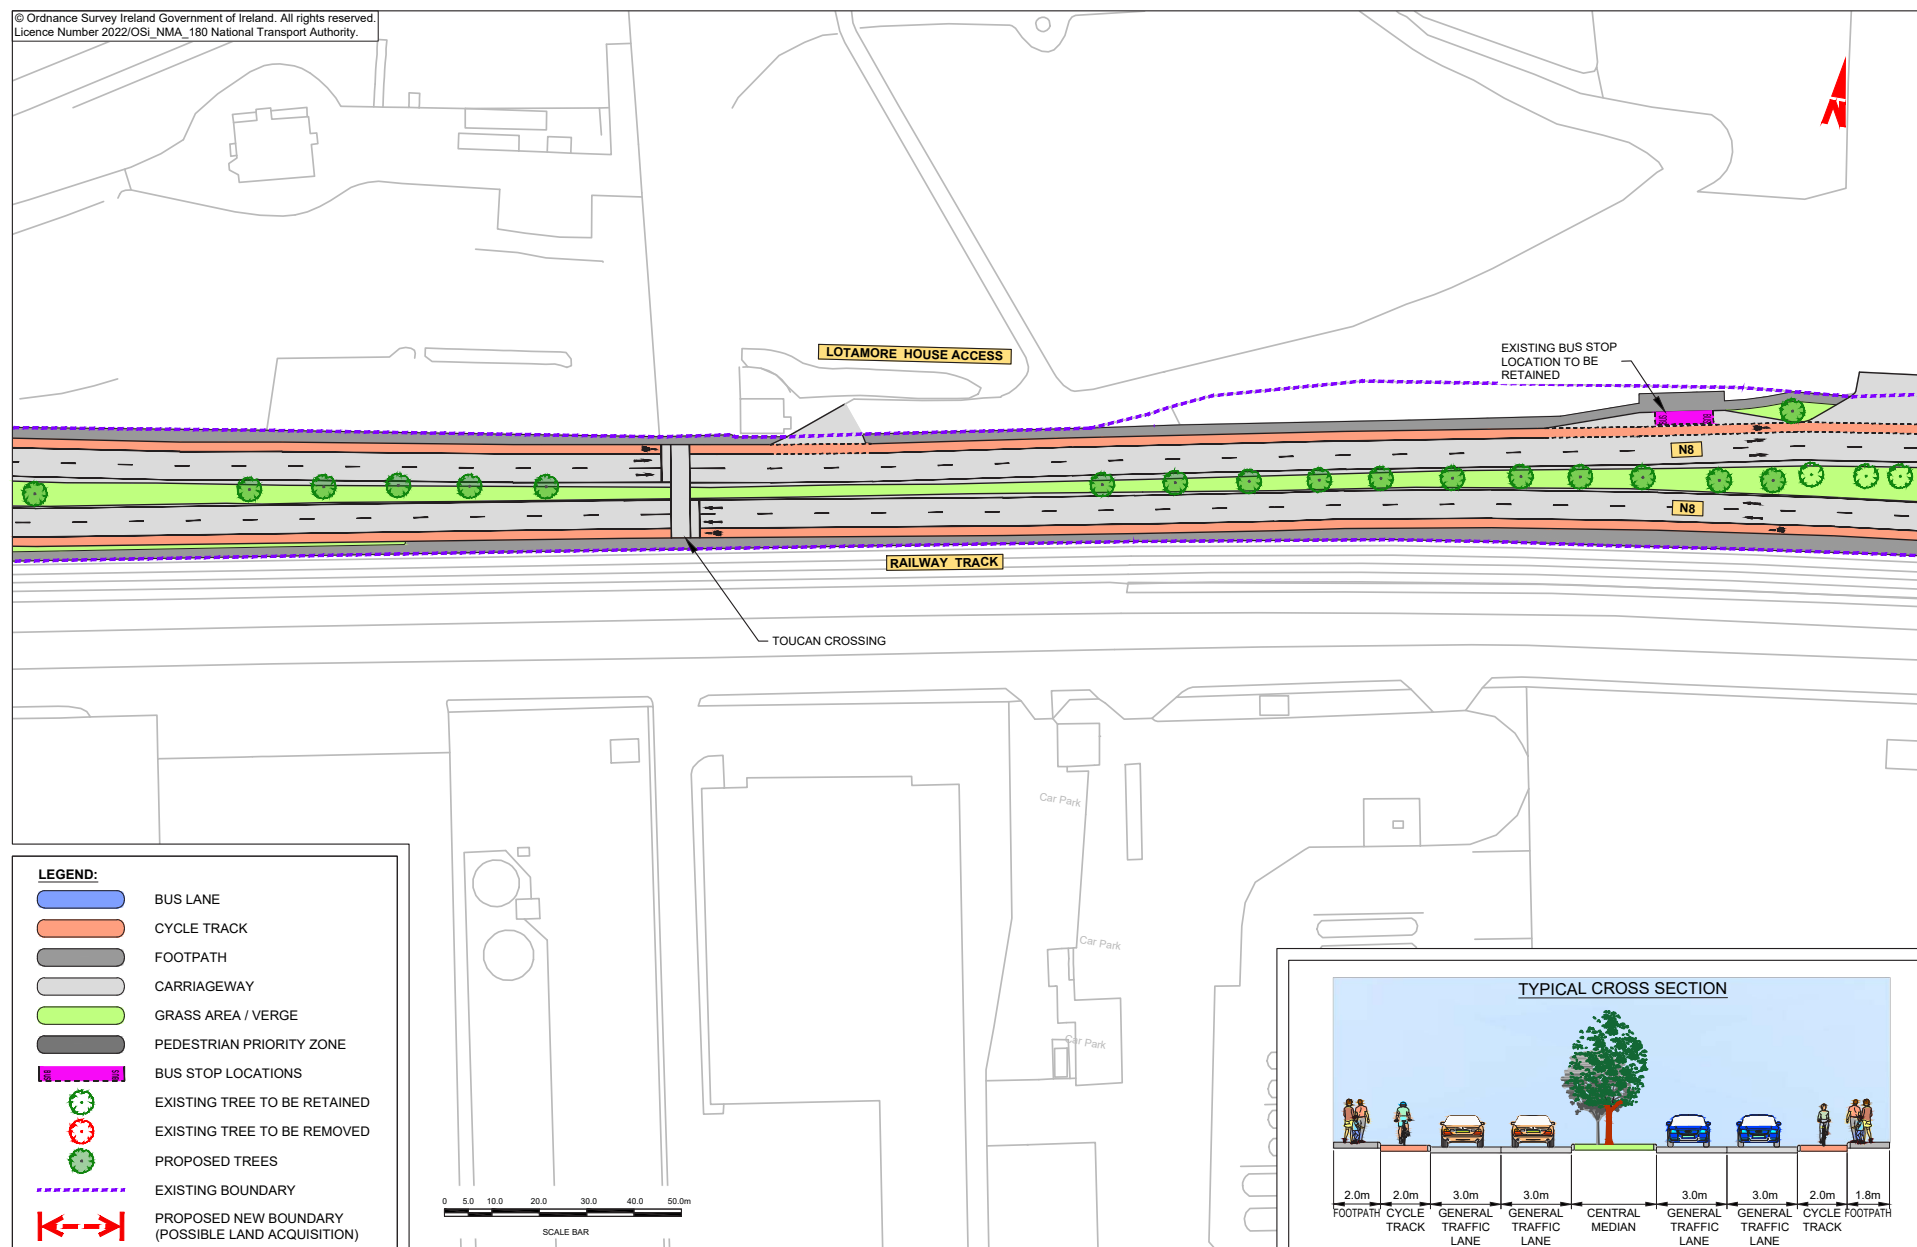 © Ordnance Survey Ireland Government of Ireland. All rights reserved.
Licence Number 2022/OSi_NMA_180 National Transport Authority.
N
LOTAMORE HOUSE ACCESS
EXISTING BUS STOP
LOCATION TO BE
RETAINED
BUS
BUS
N8
N8
RAILWAY TRACK
TOUCAN CROSSING
Car Park
Car Park
Car Park
LEGEND:
BUS LANE
CYCLE TRACK
FOOTPATH
CARRIAGEWAY
GRASS AREA / VERGE
PEDESTRIAN PRIORITY ZONE
BUS
BUS
BUS STOP LOCATIONS
EXISTING TREE TO BE RETAINED
EXISTING TREE TO BE REMOVED
PROPOSED TREES
EXISTING BOUNDARY
PROPOSED NEW BOUNDARY
(POSSIBLE LAND ACQUISITION)
0 5.0 10.0 20.0 30.0 40.0 50.0m
SCALE BAR
TYPICAL CROSS SECTION
2.0m 2.0m 3.0m 3.0m 3.0m 3.0m 2.0m 1.8m
FOOTPATH CYCLE GENERAL GENERAL CENTRAL GENERAL GENERAL CYCLE FOOTPATH
TRACK TRAFFIC TRAFFIC MEDIAN TRAFFIC TRAFFIC TRACK
LANE LANE LANE LANE